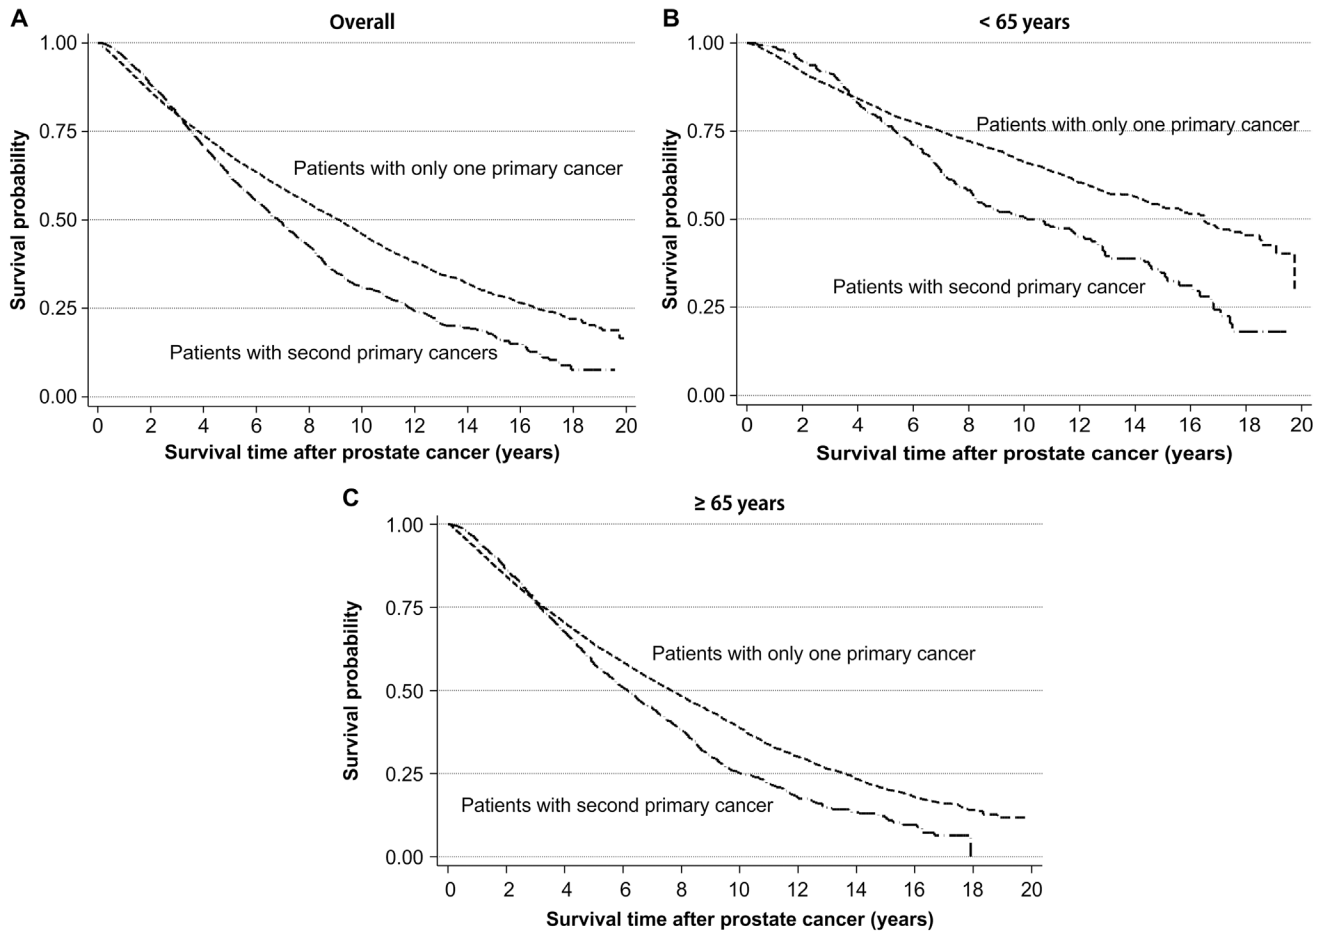 A
Overall
Survival probability
1.00
0.75
0.50
0.25
0.00
Patients with only one primary cancer
Patients with second primary cancers
0 2 4 6 8 10 12 14 16 18 20
Survival time after prostate cancer (years)
B
< 65 years
Survival probability
1.00
0.75
0.50
0.25
0.00
Patients with only one primary cancer
Patients with second primary cancer
0 2 4 6 8 10 12 14 16 18 20
Survival time after prostate cancer (years)
C
≥ 65 years
Survival probability
1.00
0.75
0.50
0.25
0.00
Patients with only one primary cancer
Patients with second primary cancer
0 2 4 6 8 10 12 14 16 18 20
Survival time after prostate cancer (years)